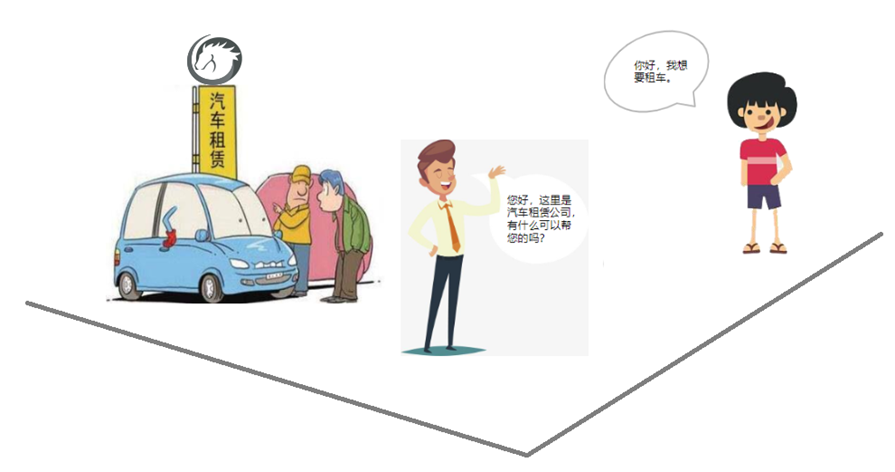 汽车租赁
您好，这里是
汽车租赁公司，
有什么可以帮
您的吗？
你好，我想
要租车。